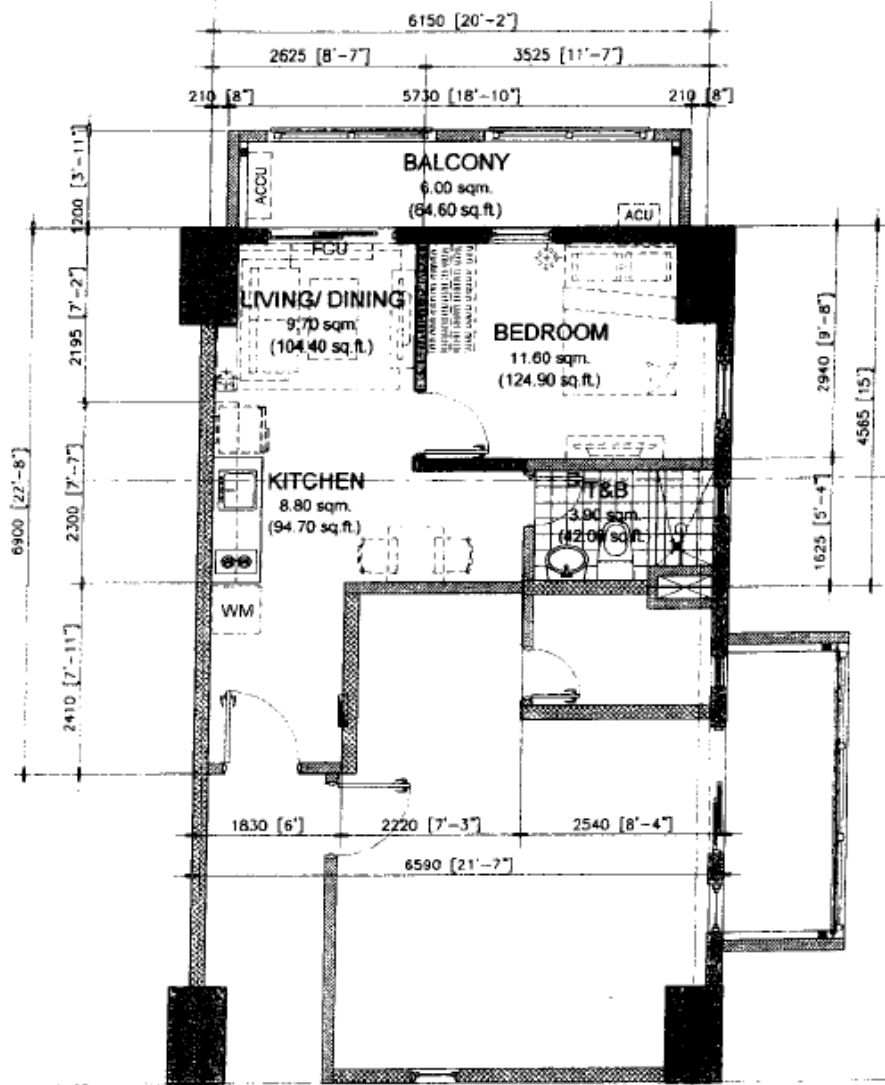 6150 [20'-2"]
2625 [8'-7"]
3525 [11'-7"]
210 [8"]
5730 [18'-10"]
210 [8"]
1200 [3'-11"]
BALCONY
6.00 sqm.
(64.60 sq.ft.)
ACCU
ACU
FCU
LIVING/ DINING
9.70 sqm.
(104.40 sq.ft.)
BEDROOM
11.60 sqm.
(124.90 sq.ft.)
2195 [7'-2"]
2940 [9'-8"]
4565 [15']
KITCHEN
8.80 sqm.
(94.70 sq.ft.)
T&B
3.90 sqm.
(42.00 sq.ft.)
6900 [22'-8"]
2300 [7'-7"]
1625 [5'-4"]
WM
2410 [7'-11"]
1830 [6']
2220 [7'-3"]
2540 [8'-4"]
6590 [21'-7"]